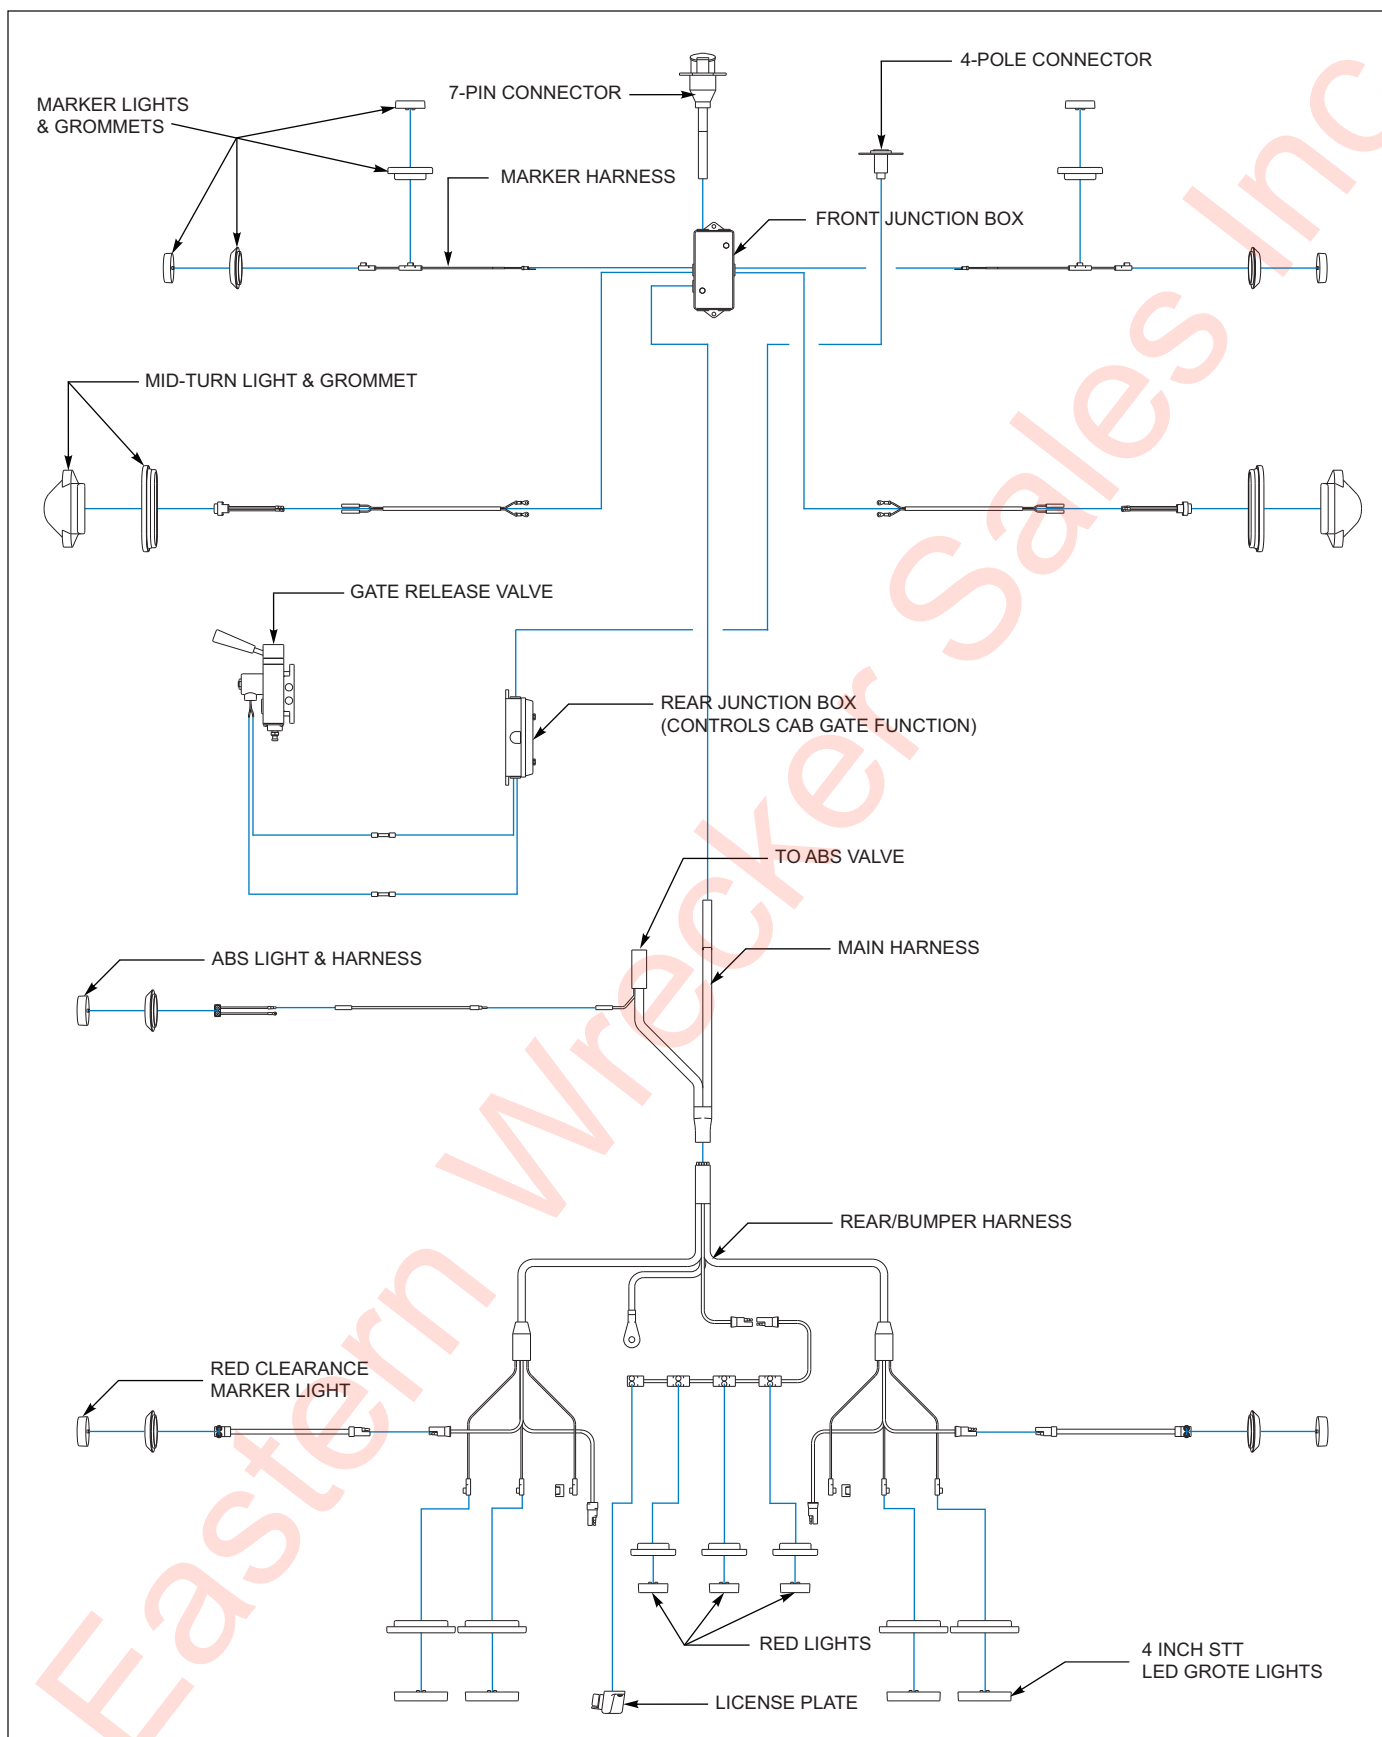 4-POLE CONNECTOR
7-PIN CONNECTOR
MARKER LIGHTS
& GROMMETS
MARKER HARNESS
FRONT JUNCTION BOX
MID-TURN LIGHT & GROMMET
GATE RELEASE VALVE
REAR JUNCTION BOX
(CONTROLS CAB GATE FUNCTION)
TO ABS VALVE
MAIN HARNESS
ABS LIGHT & HARNESS
REAR/BUMPER HARNESS
RED CLEARANCE
MARKER LIGHT
RED LIGHTS
4 INCH STT
LED GROTE LIGHTS
LICENSE PLATE
Eastern Wrecker Sales Inc